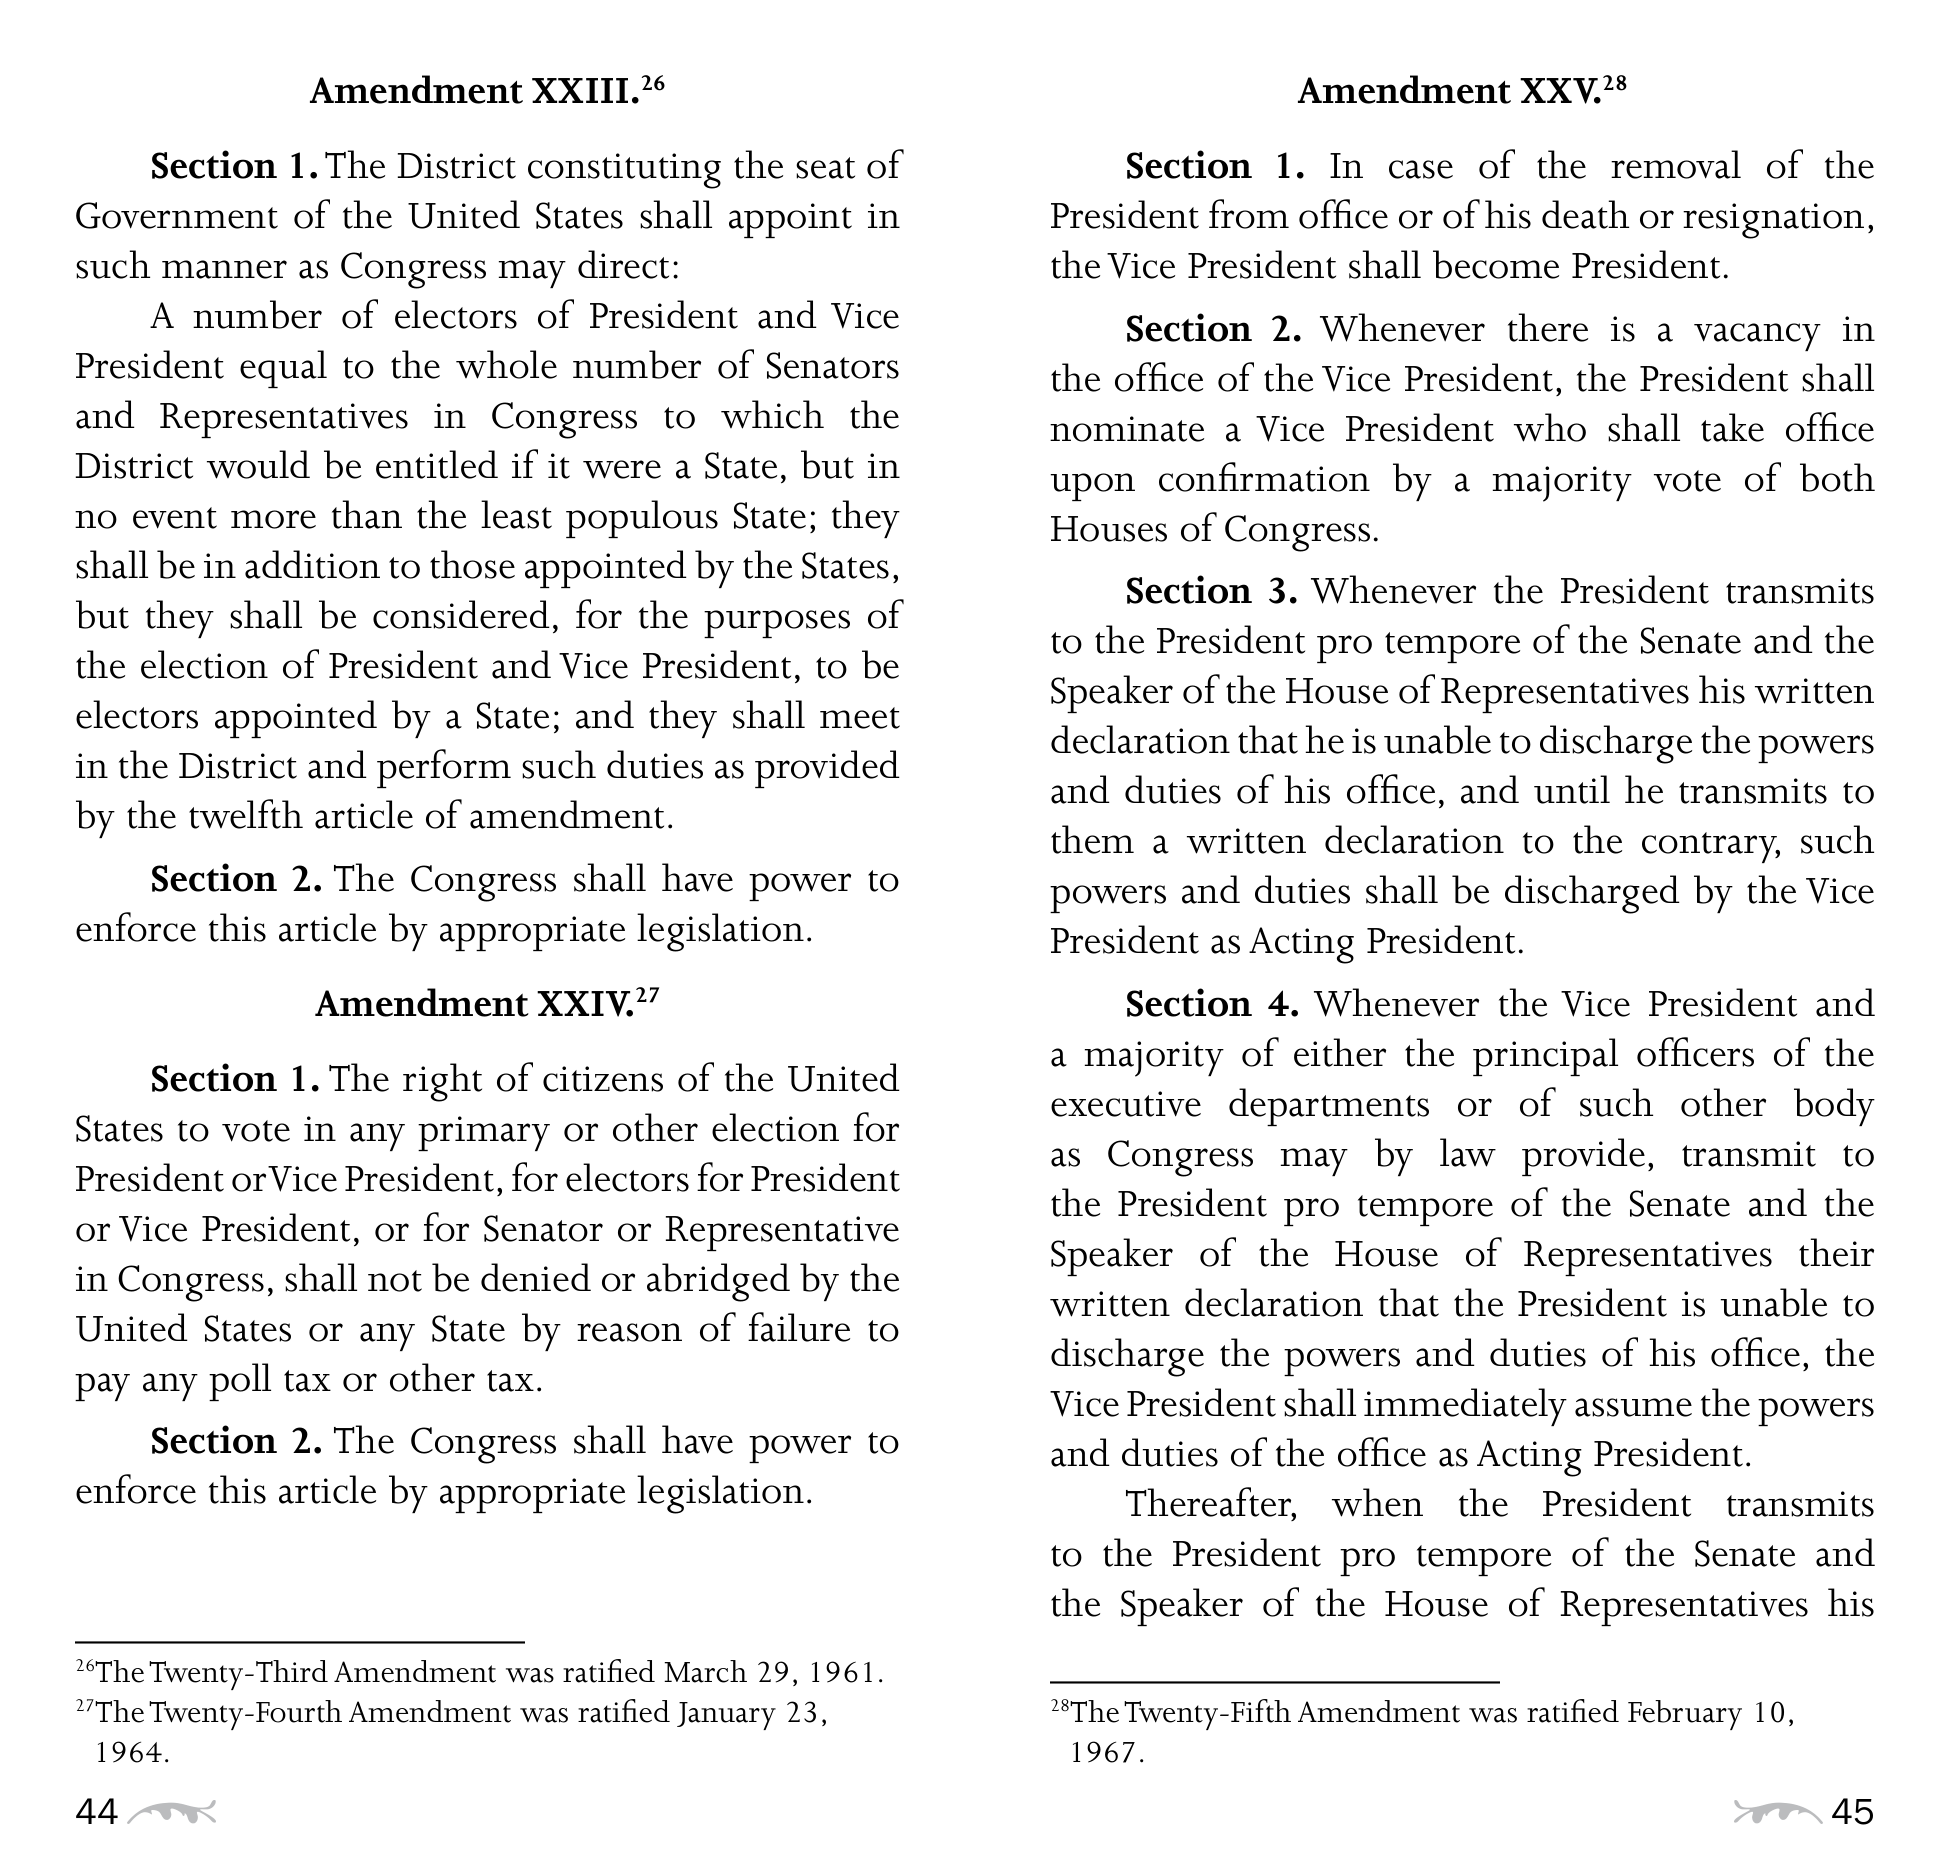 Amendment XXIII.26
Section 1. The District constituting the seat of
Government of the United States shall appoint in
such manner as Congress may direct:
A number of electors of President and Vice
President equal to the whole number of Senators
and Representatives in Congress to which the
District would be entitled if it were a State, but in
no event more than the least populous State; they
shall be in addition to those appointed by the States,
but they shall be considered, for the purposes of
the election of President and Vice President, to be
electors appointed by a State; and they shall meet
in the District and perform such duties as provided
by the twelfth article of amendment.
Section 2. The Congress shall have power to
enforce this article by appropriate legislation.
Amendment XXIV.27
Section 1. The right of citizens of the United
States to vote in any primary or other election for
President or Vice President, for electors for President
or Vice President, or for Senator or Representative
in Congress, shall not be denied or abridged by the
United States or any State by reason of failure to
pay any poll tax or other tax.
Section 2. The Congress shall have power to
enforce this article by appropriate legislation.
26The Twenty-Third Amendment was ratified March 29, 1961.
27The Twenty-Fourth Amendment was ratified January 23,
1964.
44
Amendment XXV.28
Section 1. In case of the removal of the
President from office or of his death or resignation,
the Vice President shall become President.
Section 2. Whenever there is a vacancy in
the office of the Vice President, the President shall
nominate a Vice President who shall take office
upon confirmation by a majority vote of both
Houses of Congress.
Section 3. Whenever the President transmits
to the President pro tempore of the Senate and the
Speaker of the House of Representatives his written
declaration that he is unable to discharge the powers
and duties of his office, and until he transmits to
them a written declaration to the contrary, such
powers and duties shall be discharged by the Vice
President as Acting President.
Section 4. Whenever the Vice President and
a majority of either the principal officers of the
executive departments or of such other body
as Congress may by law provide, transmit to
the President pro tempore of the Senate and the
Speaker of the House of Representatives their
written declaration that the President is unable to
discharge the powers and duties of his office, the
Vice President shall immediately assume the powers
and duties of the office as Acting President.
Thereafter, when the President transmits
to the President pro tempore of the Senate and
the Speaker of the House of Representatives his
28The Twenty-Fifth Amendment was ratified February 10,
1967.
45